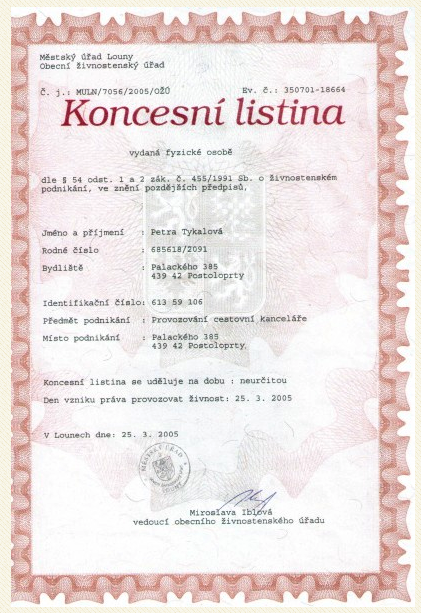 Městský úřad Louny
Obecní živnostenský úřad
Č. j.: MULN/7056/2005/OŽÚ Ev. č.: 350701-18664
Koncesní listina
vydaná fyzické osobě
dle § 54 odst. 1 a 2 zák. č. 455/1991 Sb. o živnostenském
podnikání, ve znění pozdějších předpisů,
Jméno a příjmení : Petra Tykalová
Rodné číslo : 685618/2091
Bydliště : Palackého 385
439 42 Postoloprty
Identifikační číslo: 613 59 106
Předmět podnikání : Provozování cestovní kanceláře
Místo podnikání : Palackého 385
439 42 Postoloprty
Koncesní listina se uděluje na dobu : neurčitou
Den vzniku práva provozovat živnost: 25. 3. 2005
V Lounech dne: 25. 3. 2005
MĚSTSKÝ ÚŘAD
Miroslava Iblová
vedoucí obecního živnostenského úřadu